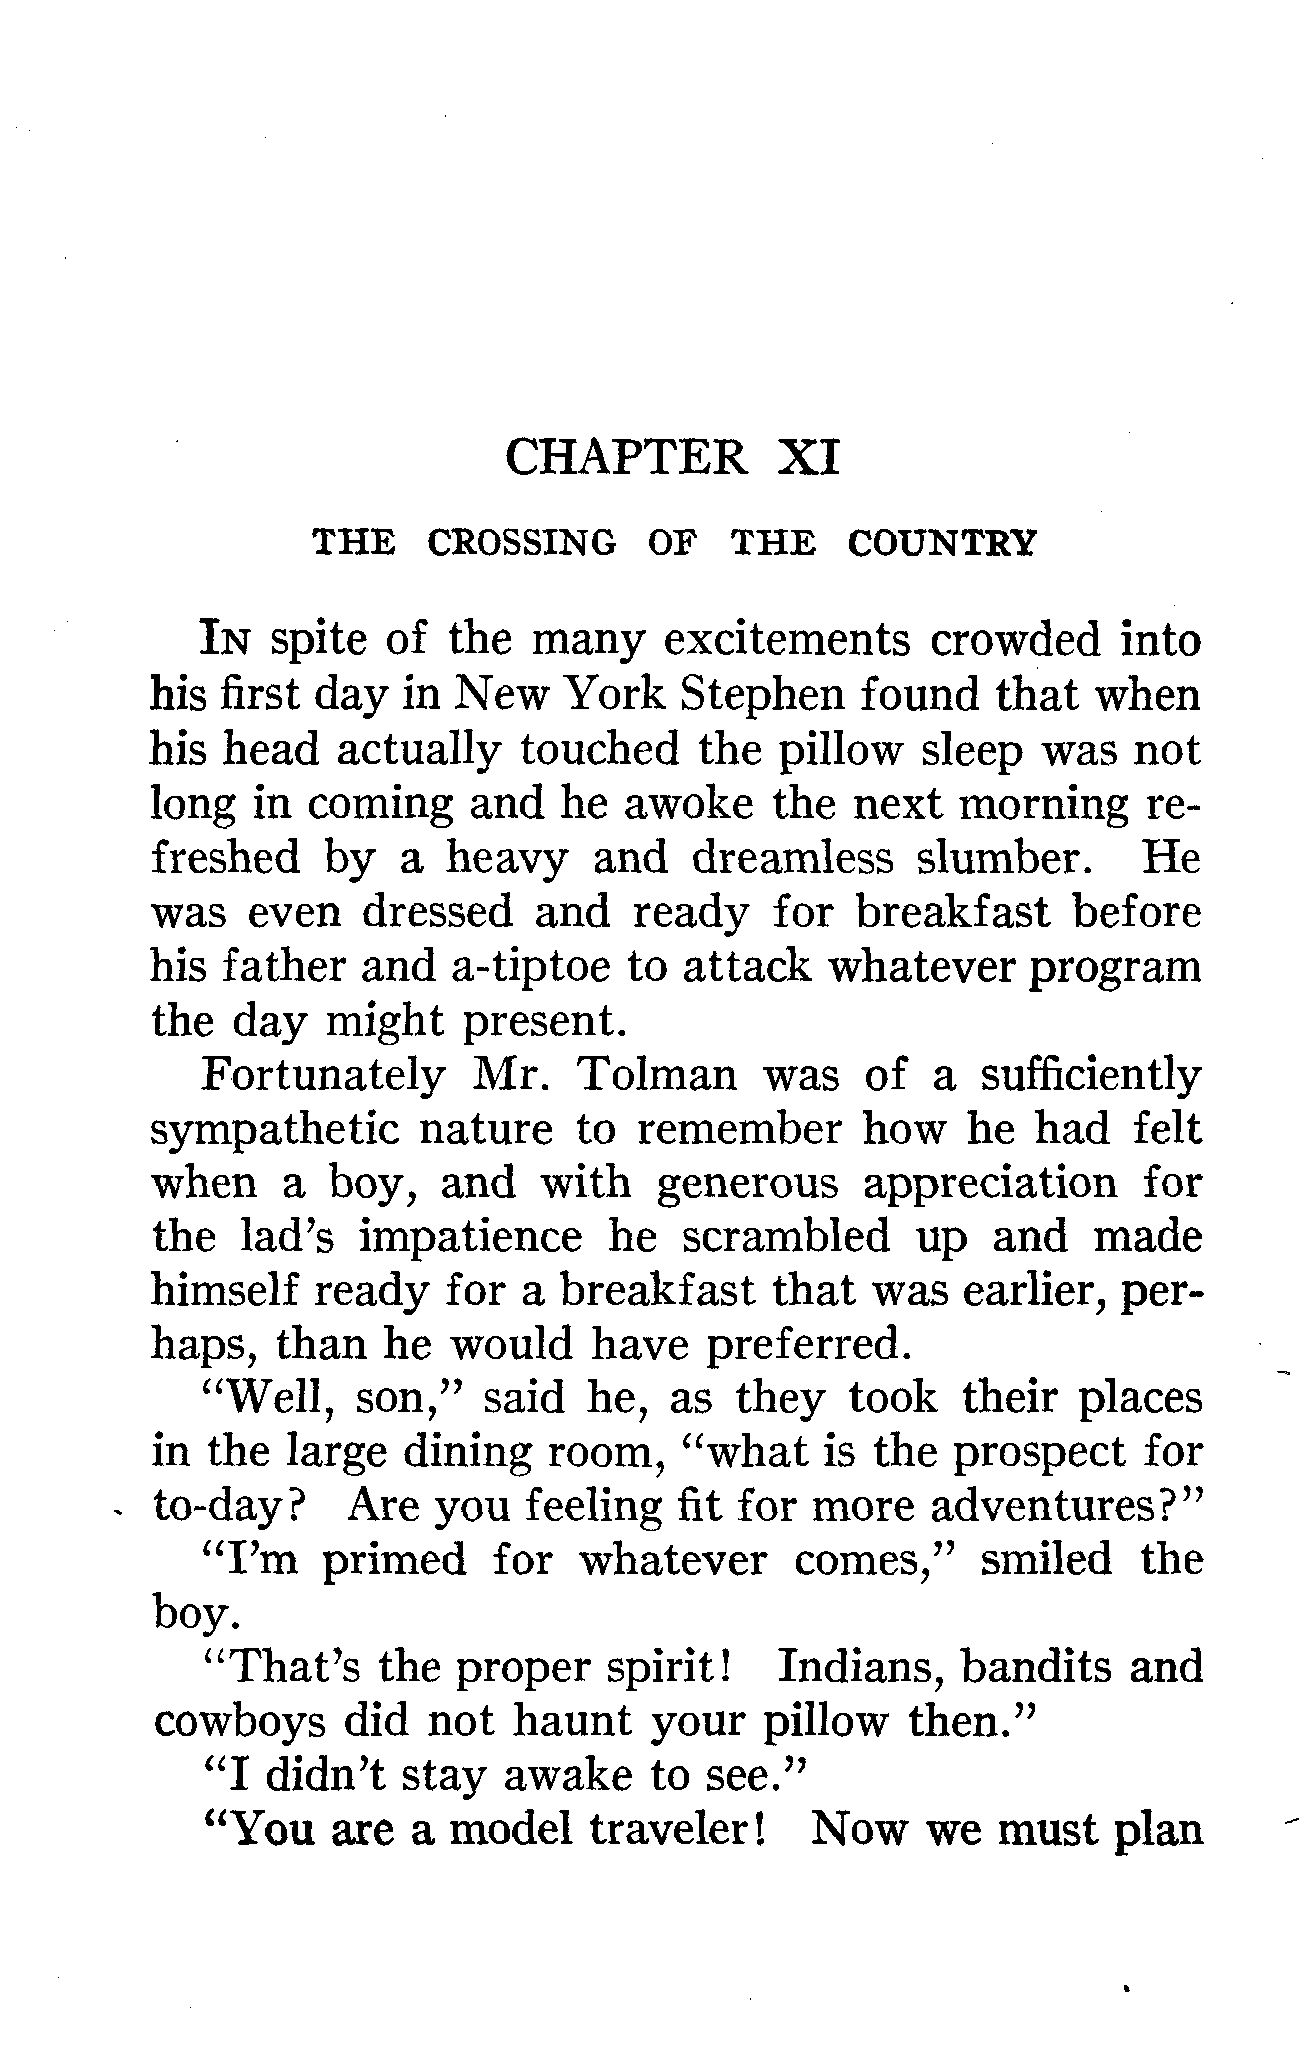 CHAPTER XI
THE CROSSING OF THE COUNTRY
IN spite of the many excitements crowded into
his first day in New York Stephen found that when
his head actually touched the pillow sleep was not
long in coming and he awoke the next morning re-
freshed by a heavy and dreamless slumber. He
was even dressed and ready for breakfast before
his father and a-tiptoe to attack whatever program
the day might present.
Fortunately Mr. Tolman was of a sufficiently
sympathetic nature to remember how he had felt
when a boy, and with generous appreciation for
the lad's impatience he scrambled up and made
himself ready for a breakfast that was earlier, per-
haps, than he would have preferred.
"Well, son," said he, as they took their places
in the large dining room, "what is the prospect for
to-day? Are you feeling fit for more adventures?"
"I'm primed for whatever comes," smiled the
boy.
"That's the proper spirit! Indians, bandits and
cowboys did not haunt your pillow then."
"I didn't stay awake to see."
"You are a model traveler! Now we must plan